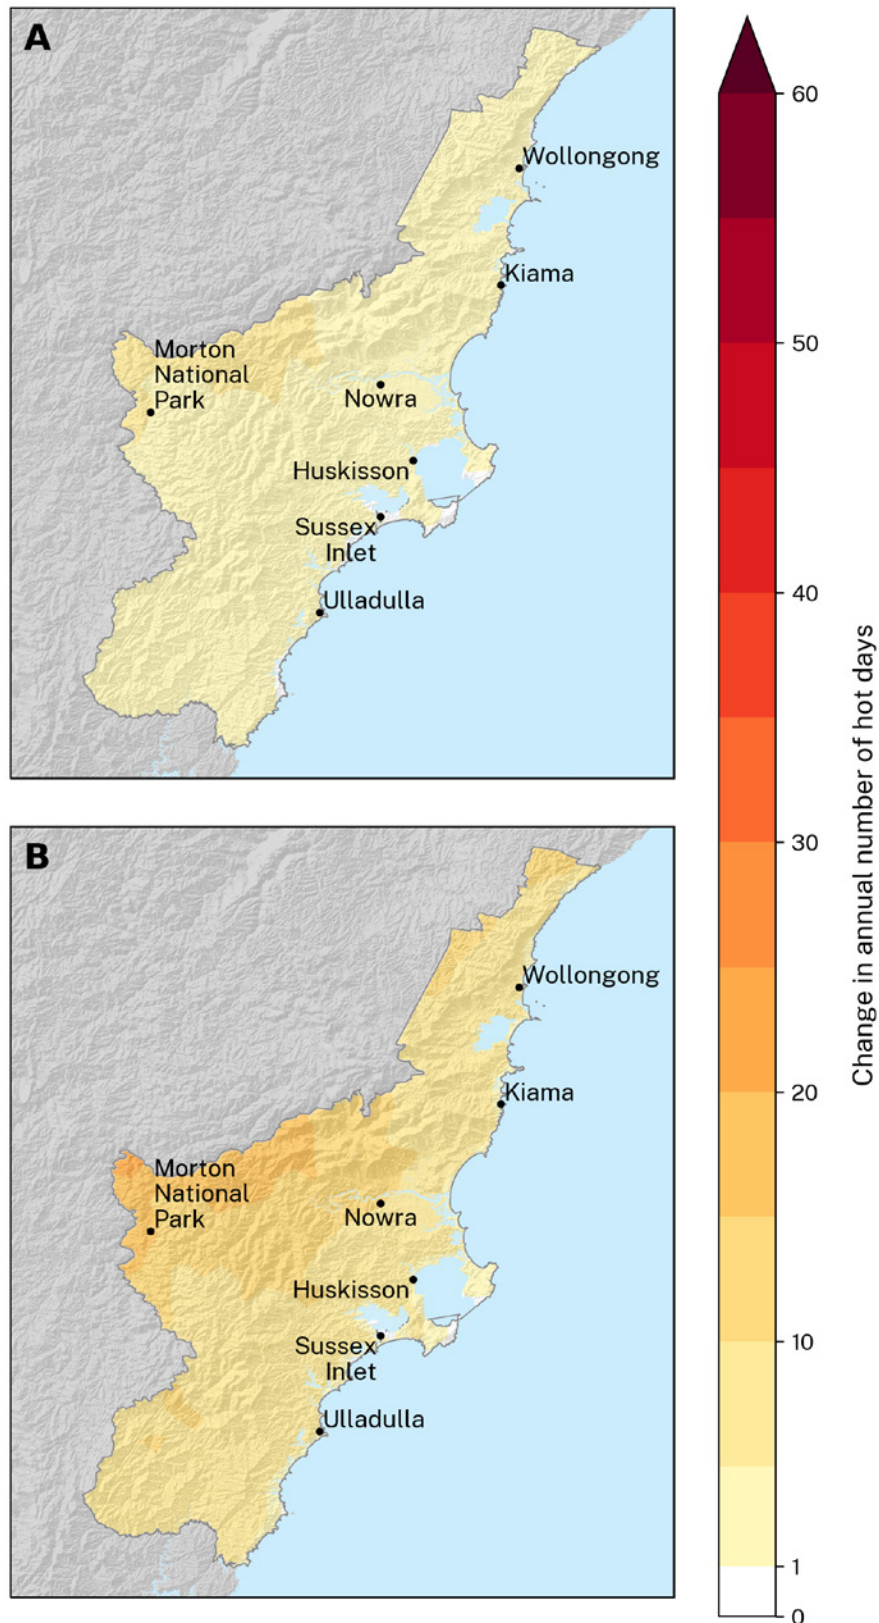 A
Wollongong
Kiama
Morton
National
Park
Nowra
Huskisson
Sussex
Inlet
Ulladulla
B
Wollongong
Kiama
Morton
National
Park
Nowra
Huskisson
Sussex
Inlet
Ulladulla
60
50
40
30
20
10
1
0
Change in annual number of hot days